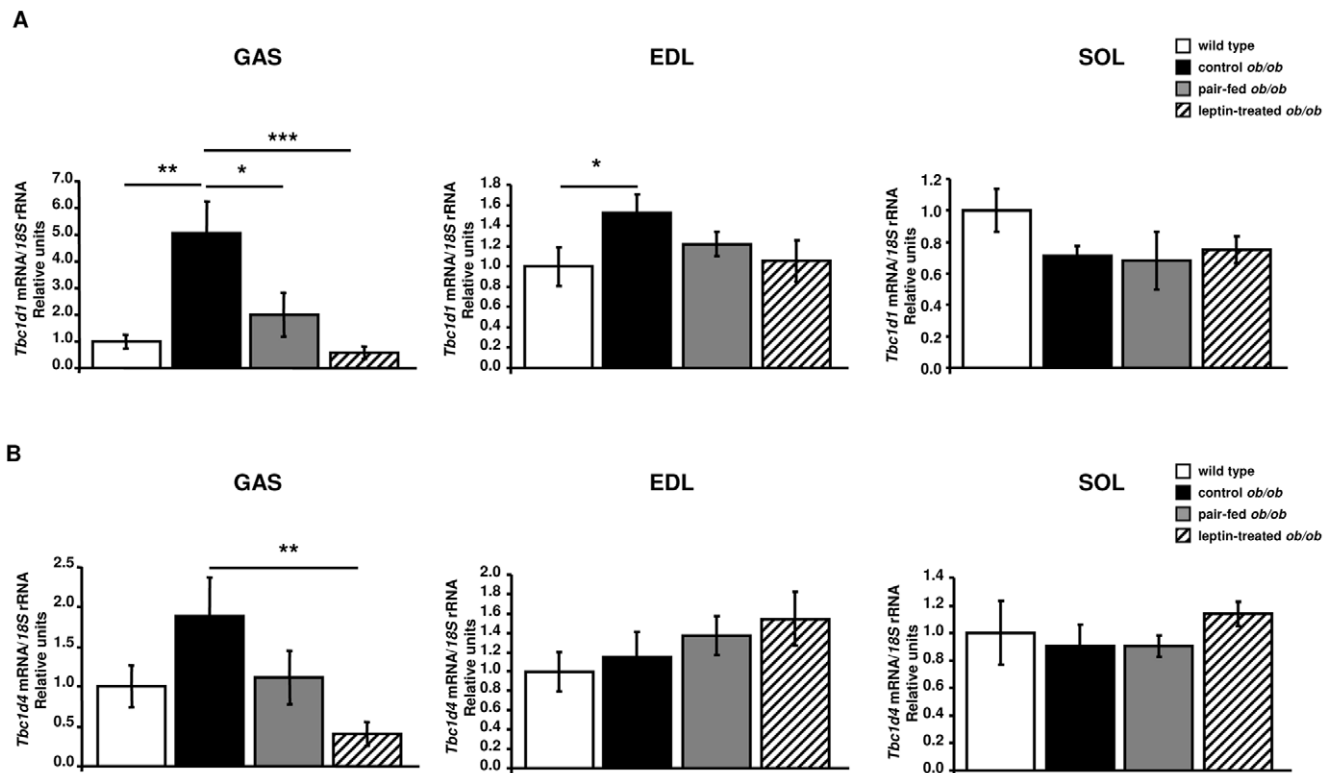 A
GAS
EDL
SOL
wild type
control ob/ob
pair-fed ob/ob
leptin-treated ob/ob
Tbc1d1 mRNA/18S rRNA
Relative units
7.0
6.0
5.0
4.0
3.0
2.0
1.0
0.0
**
*
***
Tbc1d1 mRNA/18S rRNA
Relative units
1.8
1.6
1.4
1.2
1.0
0.8
0.6
0.4
0.2
0.0
*
Tbc1d1 mRNA/18S rRNA
Relative units
1.2
1.0
0.8
0.6
0.4
0.2
0.0
B
GAS
EDL
SOL
wild type
control ob/ob
pair-fed ob/ob
leptin-treated ob/ob
Tbc1d4 mRNA/18S rRNA
Relative units
2.5
2.0
1.5
1.0
0.5
0.0
**
Tbc1d4 mRNA/18S rRNA
Relative units
2.0
1.8
1.6
1.4
1.2
1.0
0.8
0.6
0.4
0.2
0.0
Tbc1d4 mRNA/18S rRNA
Relative units
1.4
1.2
1.0
0.8
0.6
0.4
0.2
0.0